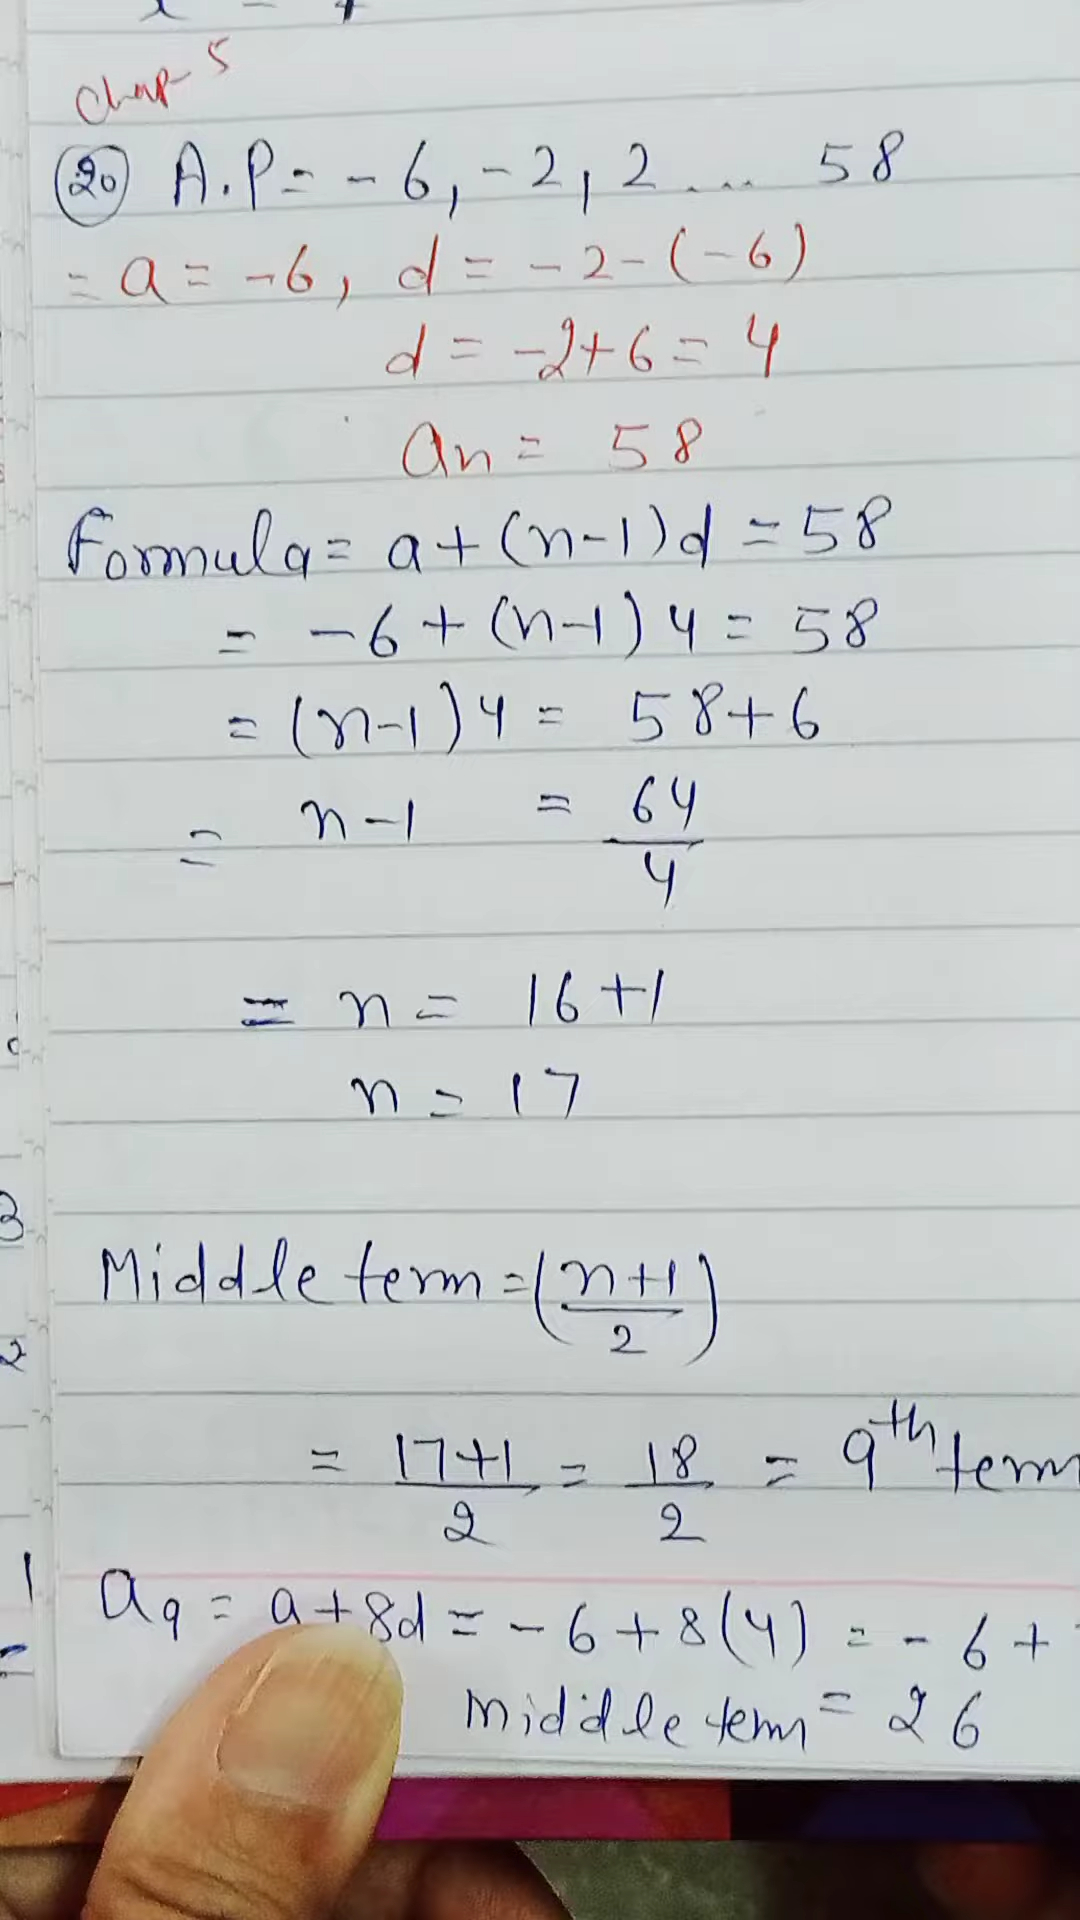 Chap-5
20 A.P = -6, -2, 2 ... 58
= a = -6, d = -2-(-6)
d = -2+6 = 4
an = 58
Formula = a+(n-1)d = 58
= -6+(n-1)4 = 58
= (n-1)4 = 58+6
= n-1 = 64/4
= n = 16+1
n = 17
Middle term = (n+1/2)
= 17+1/2 = 18/2 = 9th term
a9 = a+8d = -6+8(4) = -6+
middle term = 26